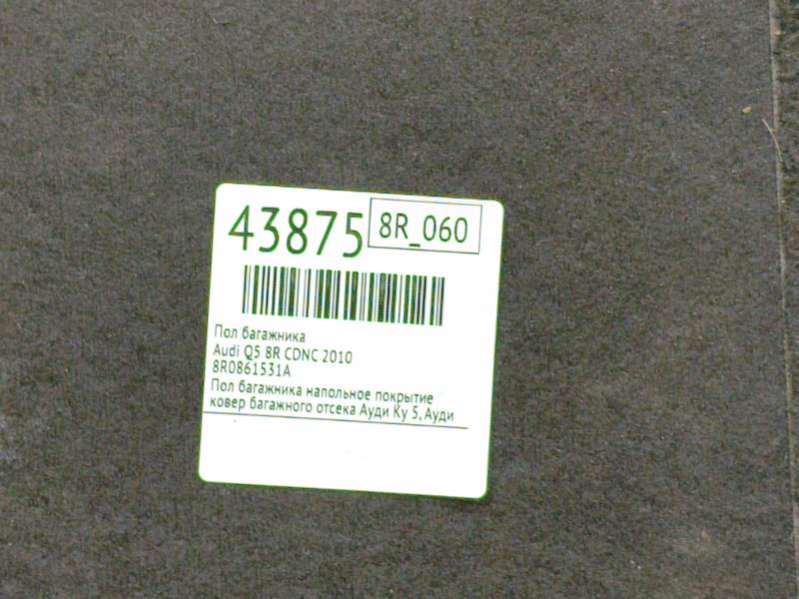 43875
8R_060
Пол багажника
Audi Q5 8R CDNC 2010
8R0861531A
Пол багажника напольное покрытие
ковер багажного отсека Ауди Ку 5, Ауди